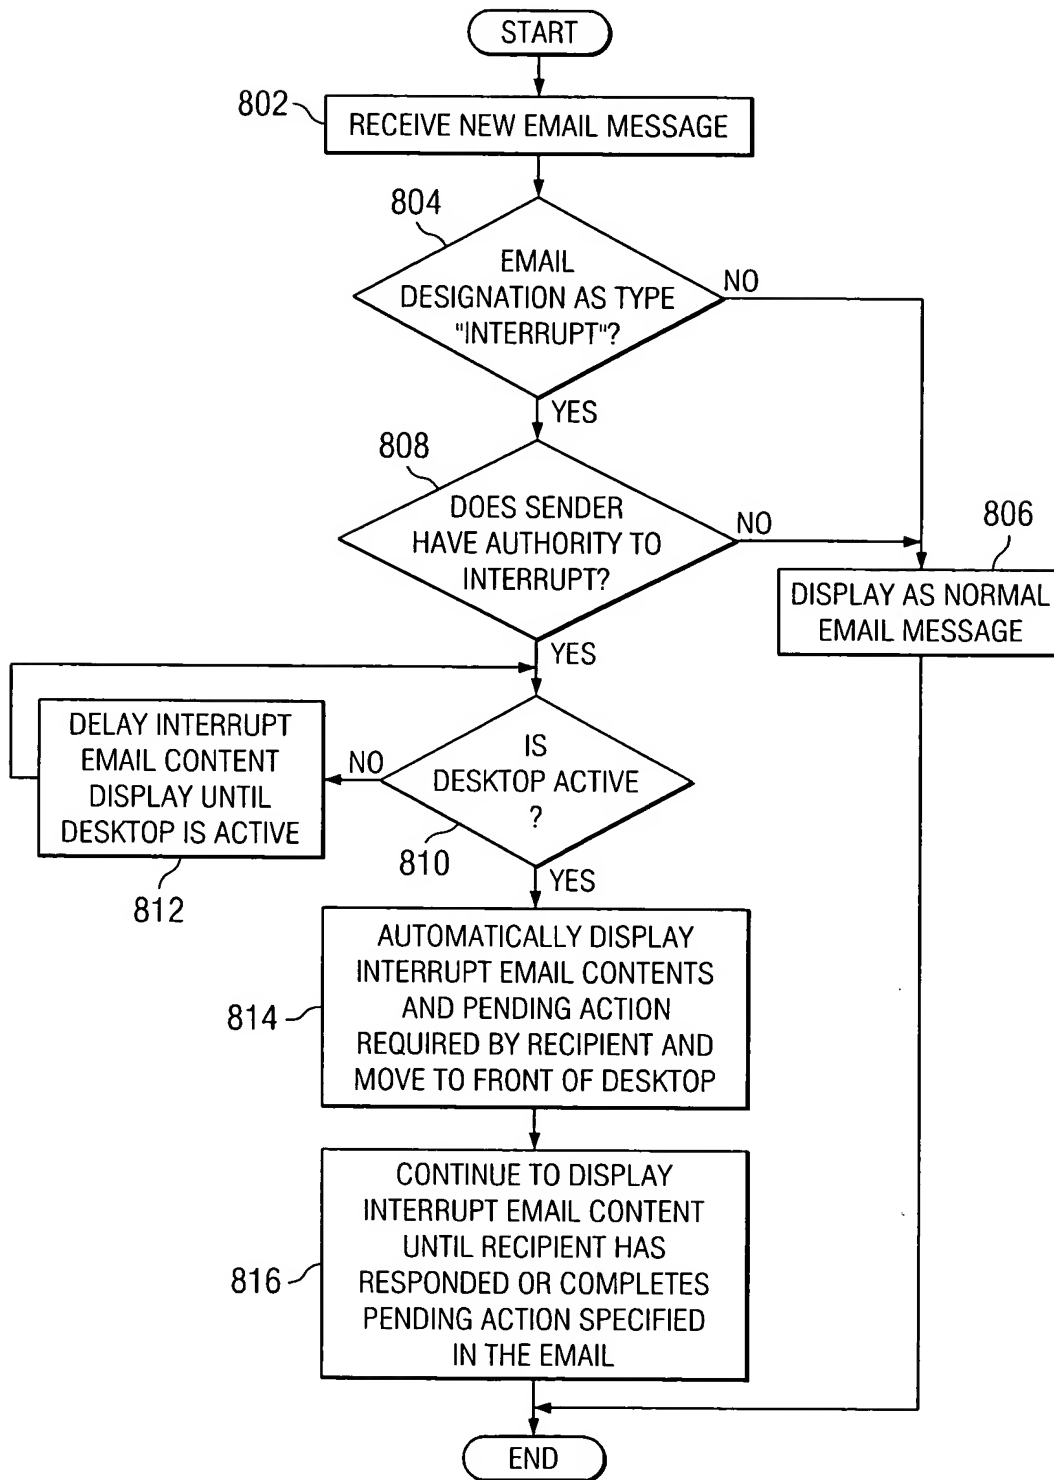 START
802
RECEIVE NEW EMAIL MESSAGE
804
EMAIL
DESIGNATION AS TYPE
"INTERRUPT"?
NO
YES
808
DOES SENDER
HAVE AUTHORITY TO
INTERRUPT?
NO
806
DISPLAY AS NORMAL
EMAIL MESSAGE
YES
DELAY INTERRUPT
EMAIL CONTENT
DISPLAY UNTIL
DESKTOP IS ACTIVE
812
NO
IS
DESKTOP ACTIVE
?
810
YES
AUTOMATICALLY DISPLAY
INTERRUPT EMAIL CONTENTS
AND PENDING ACTION
REQUIRED BY RECIPIENT AND
MOVE TO FRONT OF DESKTOP
814
CONTINUE TO DISPLAY
INTERRUPT EMAIL CONTENT
UNTIL RECIPIENT HAS
RESPONDED OR COMPLETES
PENDING ACTION SPECIFIED
IN THE EMAIL
816
END